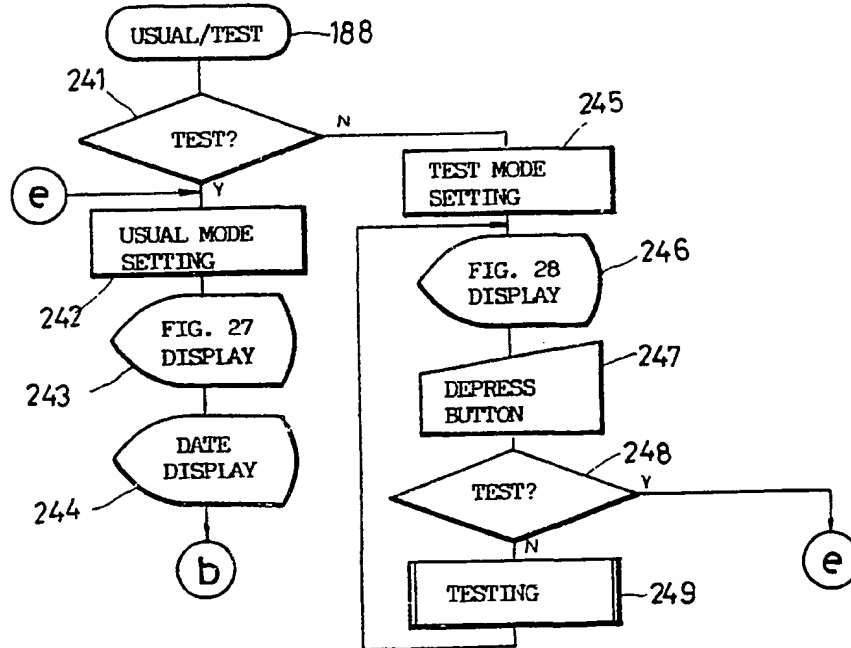 USUAL/TEST
188
241
TEST?
N
Y
e
USUAL MODE
SETTING
242
FIG. 27
DISPLAY
243
DATE
DISPLAY
244
b
245
TEST MODE
SETTING
FIG. 28
DISPLAY
246
247
DEPRESS
BUTTON
248
TEST?
Y
N
e
TESTING
249